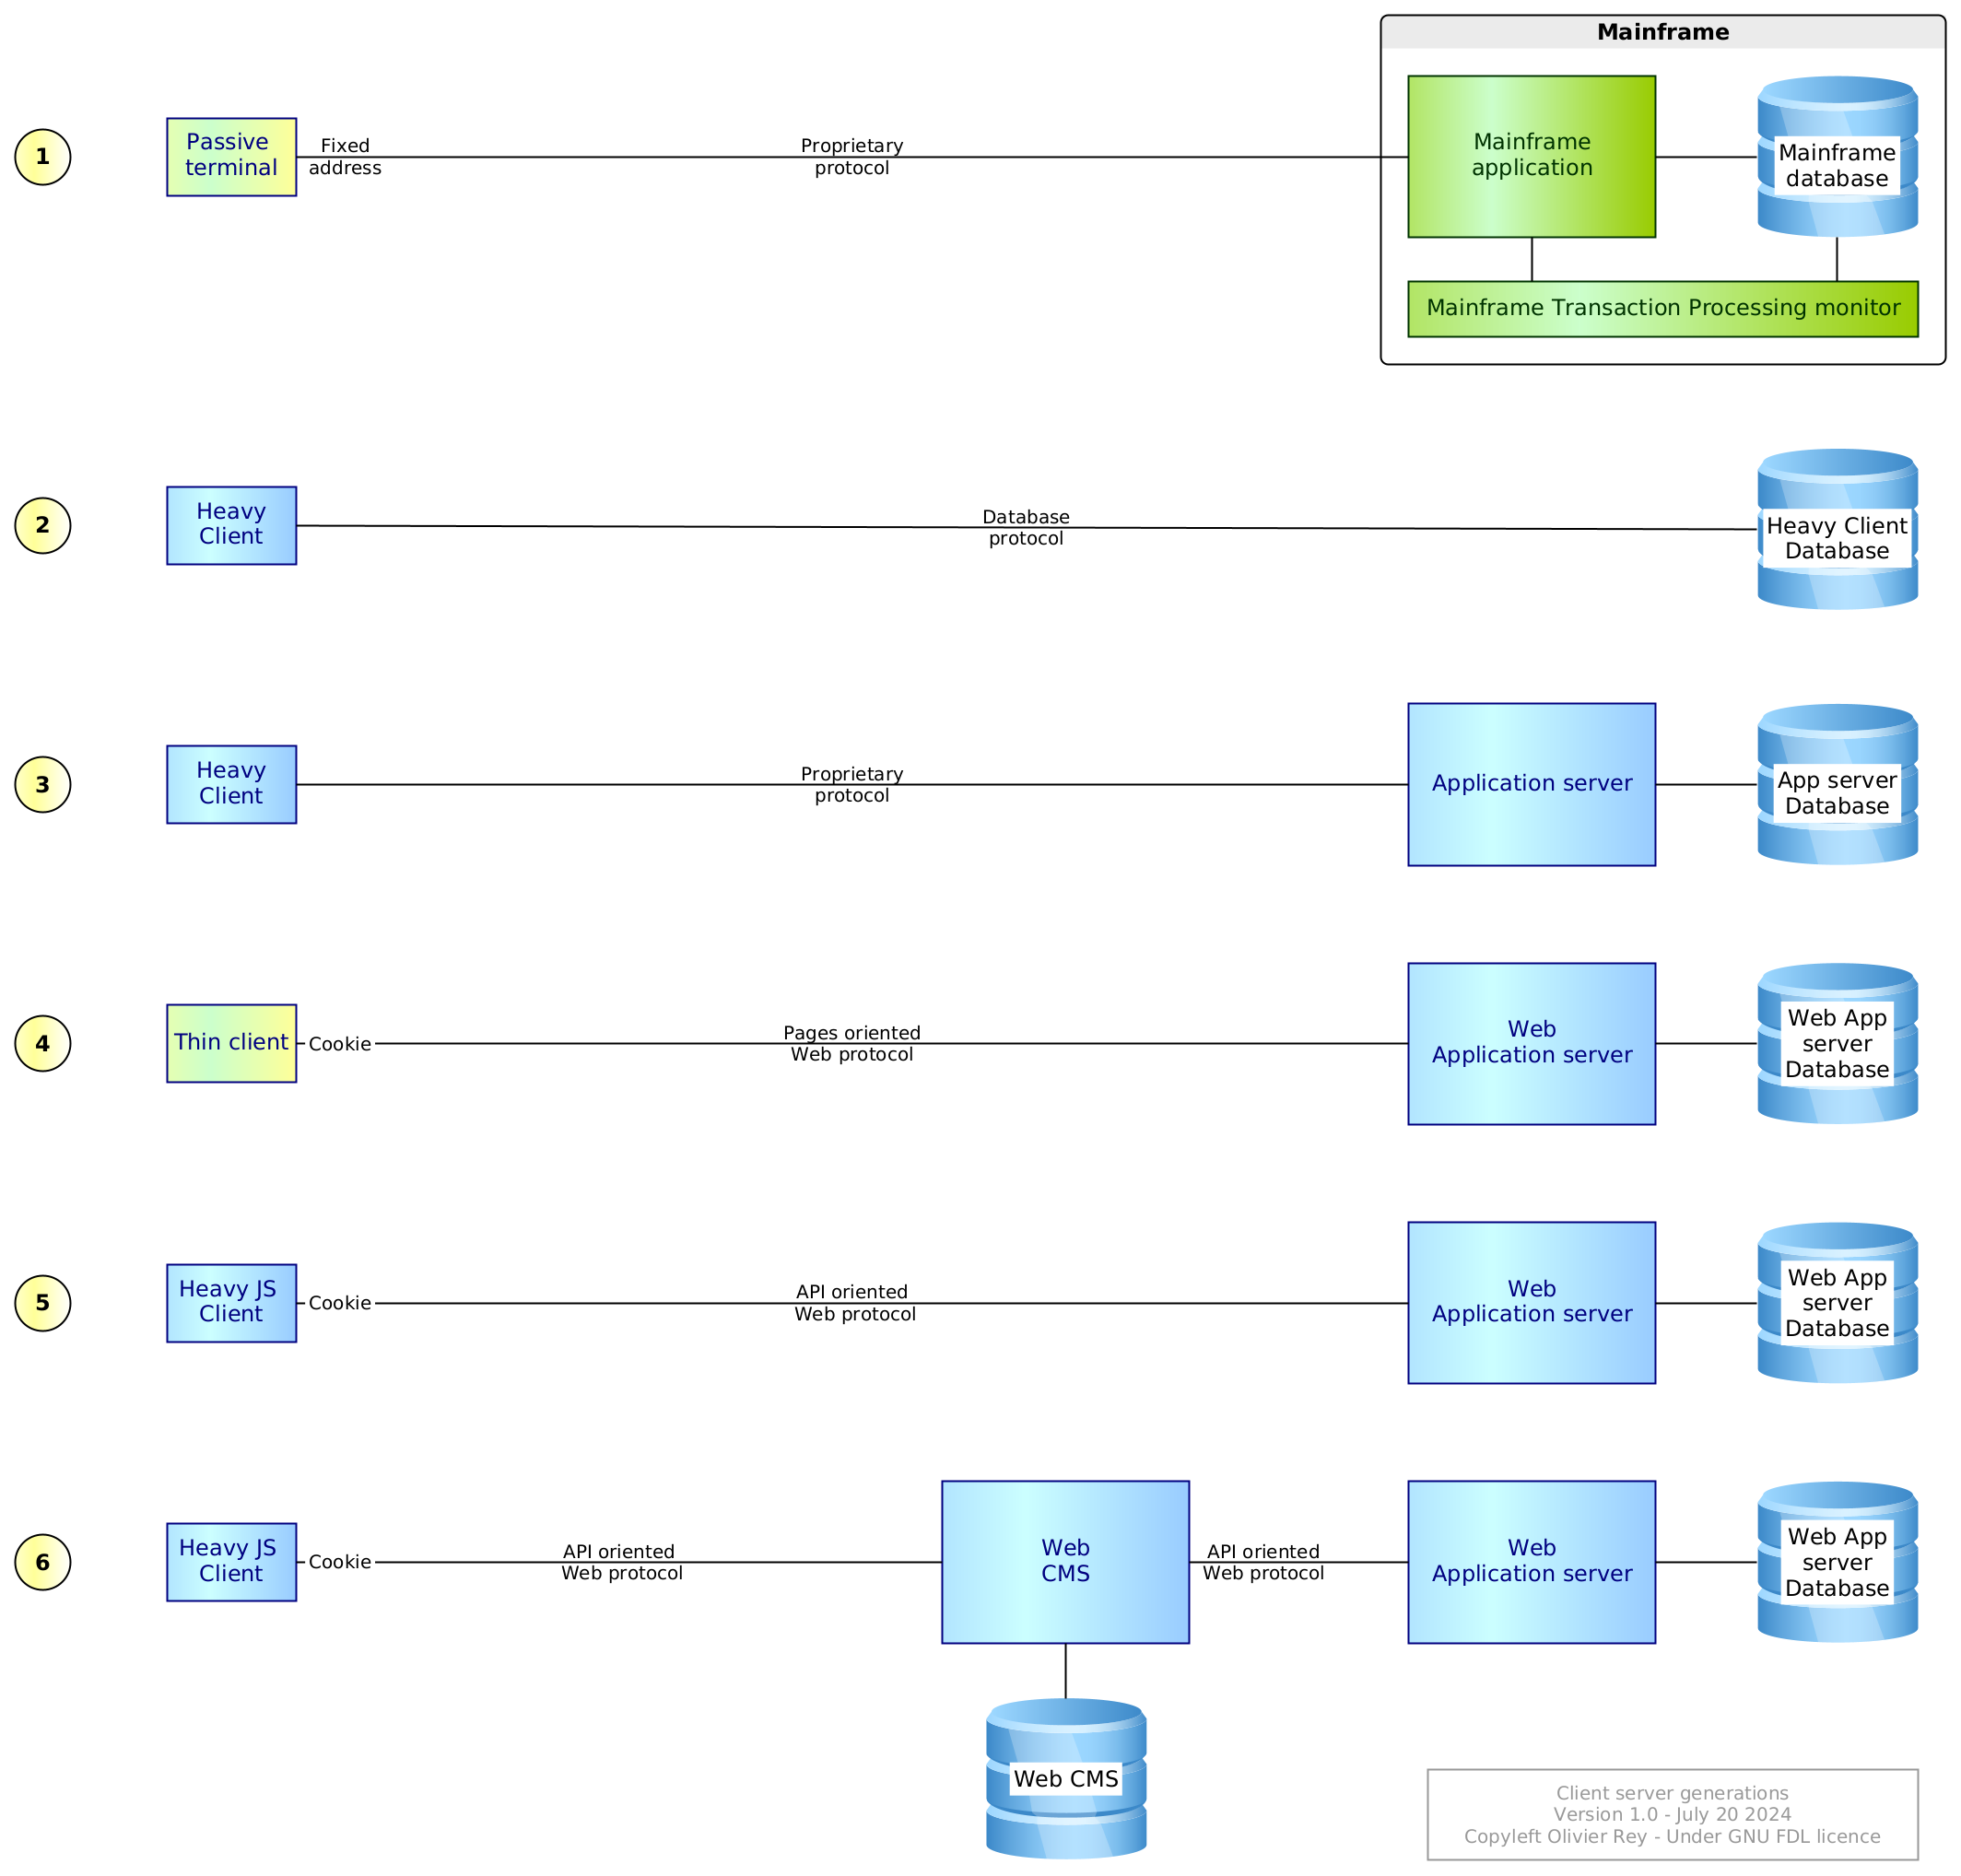 Mainframe
1
Passive
terminal
Fixed
address
Proprietary
protocol
Mainframe
application
Mainframe
database
Mainframe Transaction Processing monitor
2
Heavy
Client
Database
protocol
Heavy Client
Database
3
Heavy
Client
Proprietary
protocol
Application server
App server
Database
4
Thin client
Cookie
Pages oriented
Web protocol
Web
Application server
Web App
server
Database
5
Heavy JS
Client
Cookie
API oriented
Web protocol
Web
Application server
Web App
server
Database
6
Heavy JS
Client
Cookie
API oriented
Web protocol
Web
CMS
API oriented
Web protocol
Web
Application server
Web App
server
Database
Web CMS
Client server generations
Version 1.0 - July 20 2024
Copyleft Olivier Rey - Under GNU FDL licence